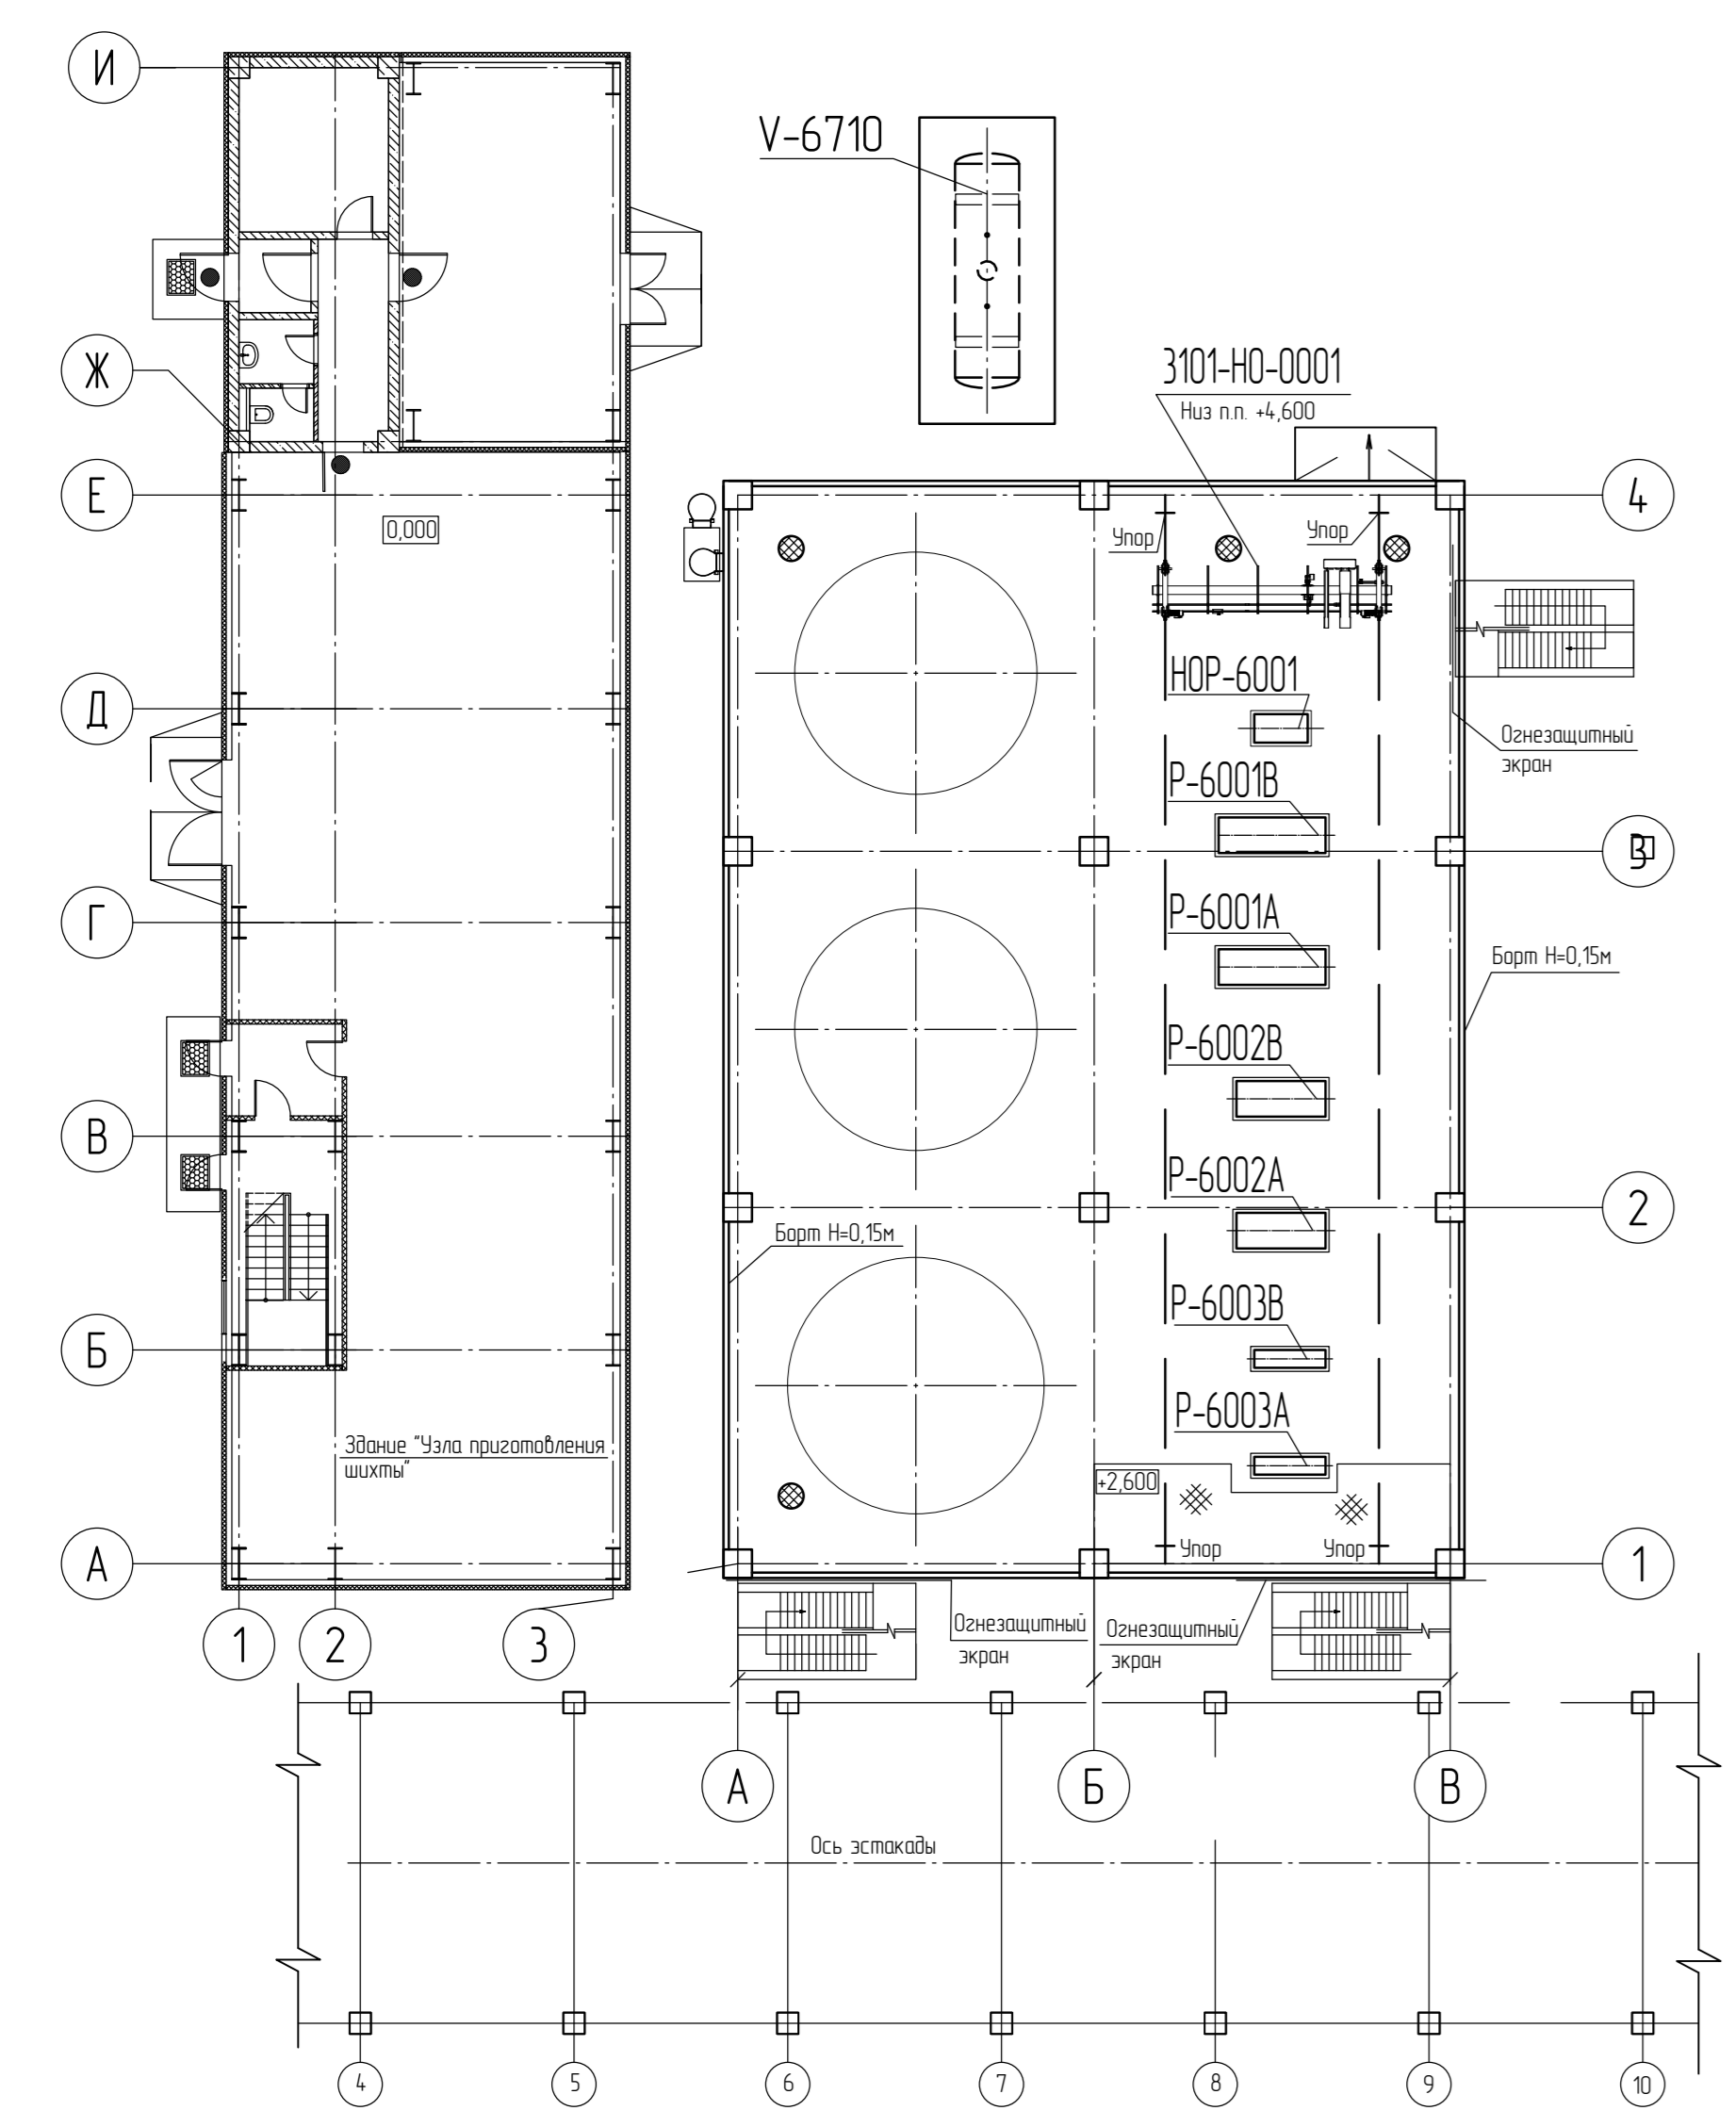 И
V-6710
Ж
3101-НО-0001
Низ п.п. +4,600
Е
0,000
Упор
Упор
4
НОР-6001
Огнезащитный
экран
Д
Р-6001В
3
Г
Р-6001А
Борт Н=0,15м
Р-6002В
В
Р-6002А
2
Борт Н=0,15м
Р-6003В
Б
Р-6003А
Здание "Узла приготовления
шихты"
+2,600
Упор
Упор
А
1
1
2
3
Огнезащитный
экран
Огнезащитный
экран
А
Б
В
Ось эстакады
4
5
6
7
8
9
10